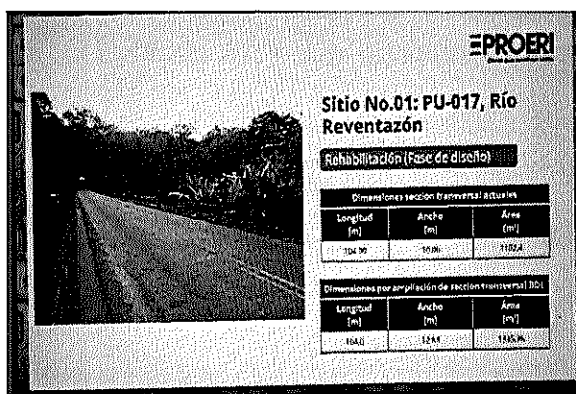 EPROERI
Sitio No.01: PU-017, Río
Reventazón
Rehabilitación (Fase de diseño)
Dimensiones sección transversal actuales
Longitud [m] Ancho [m] Área [m²]
Dimensiones por ampliación de sección transversal
Longitud [m] Ancho [m] Área [m²]